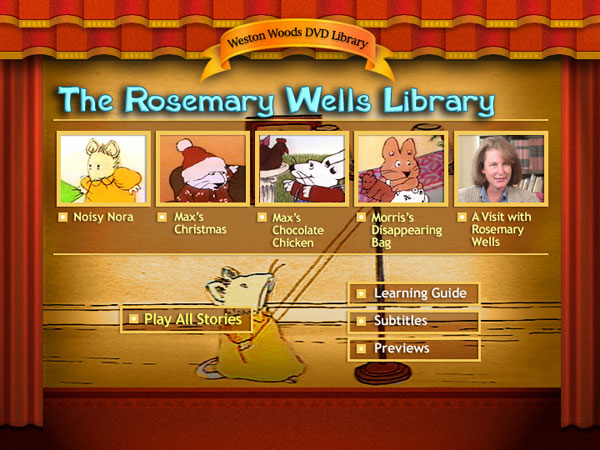 Weston Woods DVD Library
The Rosemary Wells Library
Noisy Nora
Max's
Christmas
Max's
Chocolate
Chicken
Morris's
Disappearing
Bag
A Visit with
Rosemary
Wells
Play All Stories
Learning Guide
Subtitles
Previews